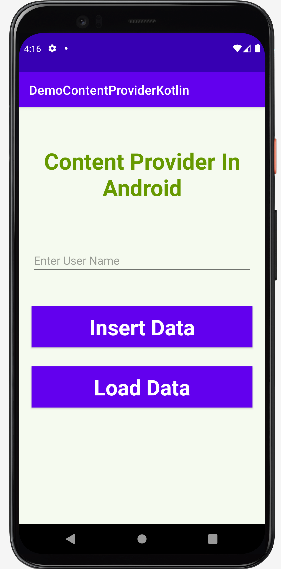 4:16
DemoContentProviderKotlin
Content Provider In
Android
Enter User Name
Insert Data
Load Data